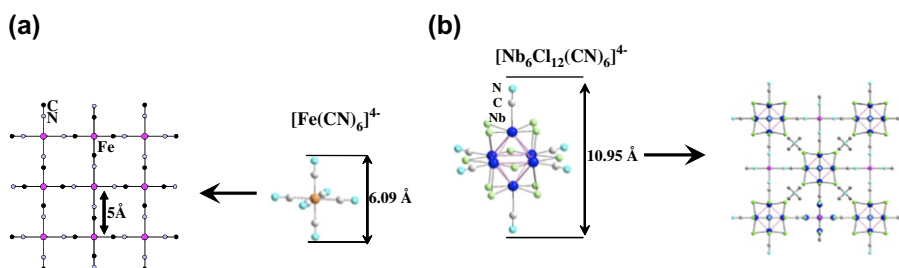 (a)
C
N
Fe
5Å
[Fe(CN)₆]⁴⁻
6.09 Å
(b)
[Nb₆Cl₁₂(CN)₆]⁴⁻
N
C
Nb
10.95 Å